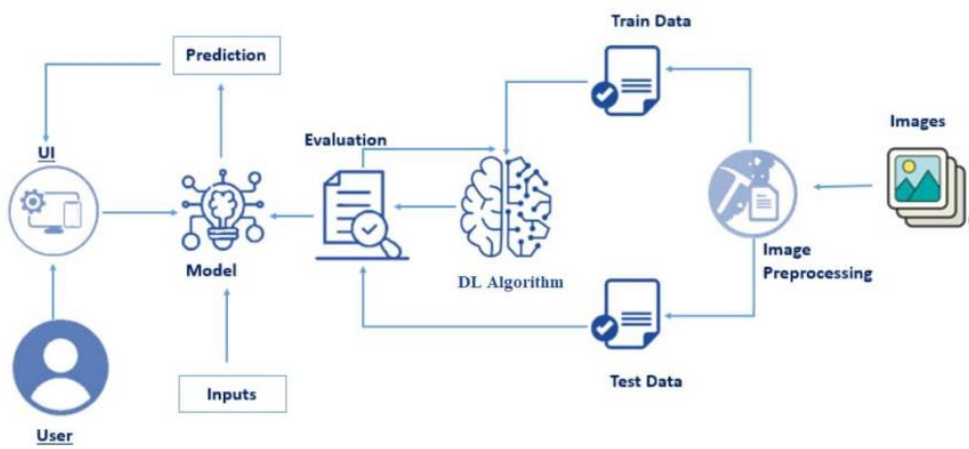 Train Data
Prediction
Images
Evaluation
UI
Model
DL Algorithm
Image
Preprocessing
Inputs
Test Data
User